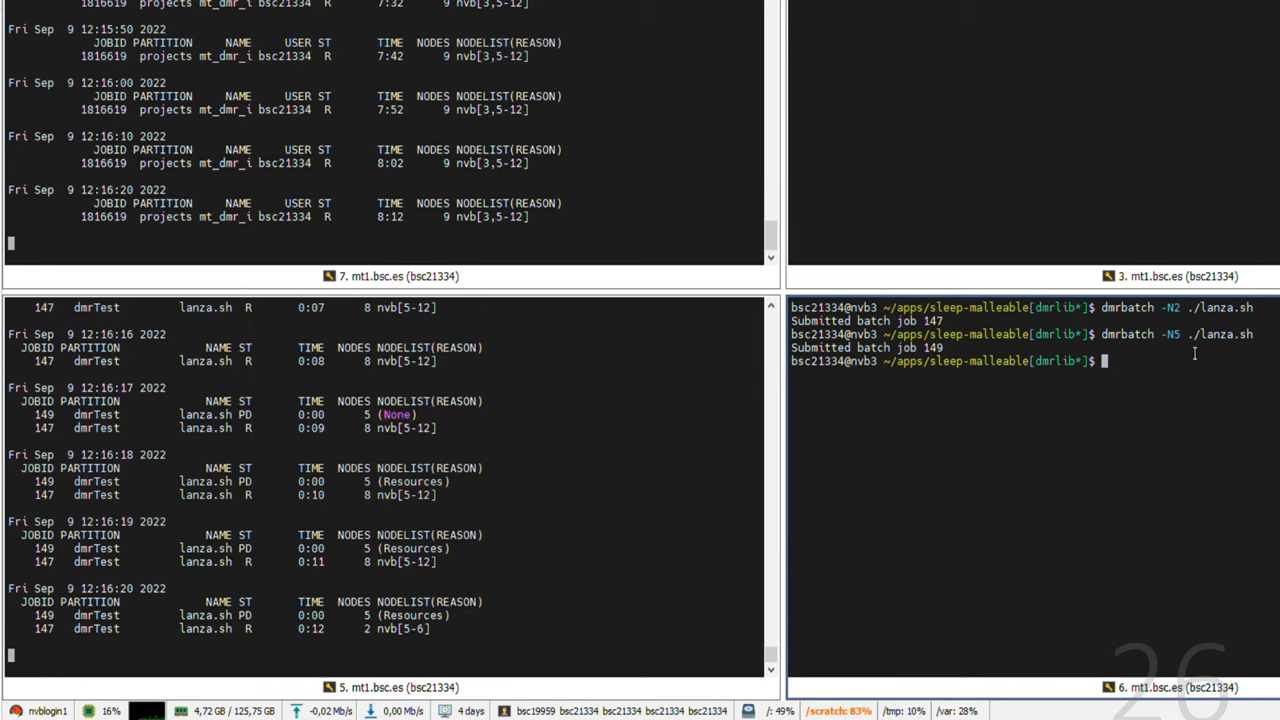 1816619 projects mt_dmr_i bsc21334 R 7:32 9 nvb[3,5-12]
Fri Sep 9 12:15:50 2022
JOBID PARTITION NAME USER ST TIME NODES NODELIST(REASON)
1816619 projects mt_dmr_i bsc21334 R 7:42 9 nvb[3,5-12]
Fri Sep 9 12:16:00 2022
JOBID PARTITION NAME USER ST TIME NODES NODELIST(REASON)
1816619 projects mt_dmr_i bsc21334 R 7:52 9 nvb[3,5-12]
Fri Sep 9 12:16:10 2022
JOBID PARTITION NAME USER ST TIME NODES NODELIST(REASON)
1816619 projects mt_dmr_i bsc21334 R 8:02 9 nvb[3,5-12]
Fri Sep 9 12:16:20 2022
JOBID PARTITION NAME USER ST TIME NODES NODELIST(REASON)
1816619 projects mt_dmr_i bsc21334 R 8:12 9 nvb[3,5-12]
7. mt1.bsc.es (bsc21334)
3. mt1.bsc.es (bsc21334)
147 dmrTest lanza.sh R 0:07 8 nvb[5-12]
Fri Sep 9 12:16:16 2022
JOBID PARTITION NAME ST TIME NODES NODELIST(REASON)
147 dmrTest lanza.sh R 0:08 8 nvb[5-12]
Fri Sep 9 12:16:17 2022
JOBID PARTITION NAME ST TIME NODES NODELIST(REASON)
149 dmrTest lanza.sh PD 0:00 5 (None)
147 dmrTest lanza.sh R 0:09 8 nvb[5-12]
Fri Sep 9 12:16:18 2022
JOBID PARTITION NAME ST TIME NODES NODELIST(REASON)
149 dmrTest lanza.sh PD 0:00 5 (Resources)
147 dmrTest lanza.sh R 0:10 8 nvb[5-12]
Fri Sep 9 12:16:19 2022
JOBID PARTITION NAME ST TIME NODES NODELIST(REASON)
149 dmrTest lanza.sh PD 0:00 5 (Resources)
147 dmrTest lanza.sh R 0:11 8 nvb[5-12]
Fri Sep 9 12:16:20 2022
JOBID PARTITION NAME ST TIME NODES NODELIST(REASON)
149 dmrTest lanza.sh PD 0:00 5 (Resources)
147 dmrTest lanza.sh R 0:12 2 nvb[5-6]
5. mt1.bsc.es (bsc21334)
bsc21334@nvb3 ~/apps/sleep-malleable[dmrlib*]$ dmrbatch -N2 ./lanza.sh
Submitted batch job 147
bsc21334@nvb3 ~/apps/sleep-malleable[dmrlib*]$ dmrbatch -N5 ./lanza.sh
Submitted batch job 149
bsc21334@nvb3 ~/apps/sleep-malleable[dmrlib*]$
26
6. mt1.bsc.es (bsc21334)
nvblogin1 16% 4,72 GB / 125,75 GB -0,02 Mb/s 0,00 Mb/s 4 days bsc19959 bsc21334 bsc21334 bsc21334 bsc21334 /: 49% /scratch: 83% /tmp: 10% /var: 28%